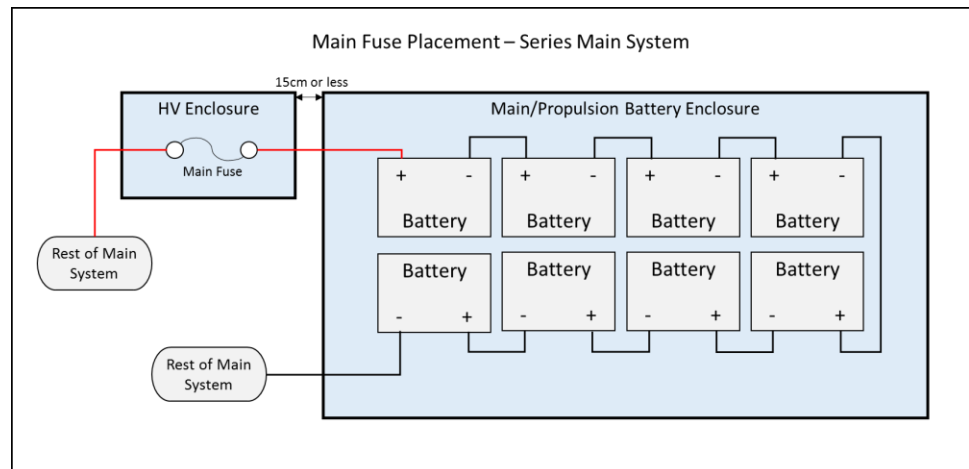 Main Fuse Placement – Series Main System
15cm or less
HV Enclosure
Main/Propulsion Battery Enclosure
Main Fuse
+ - + - + - + -
Battery Battery Battery Battery
Rest of Main
System
Battery Battery Battery Battery
- + - + - + - +
Rest of Main
System